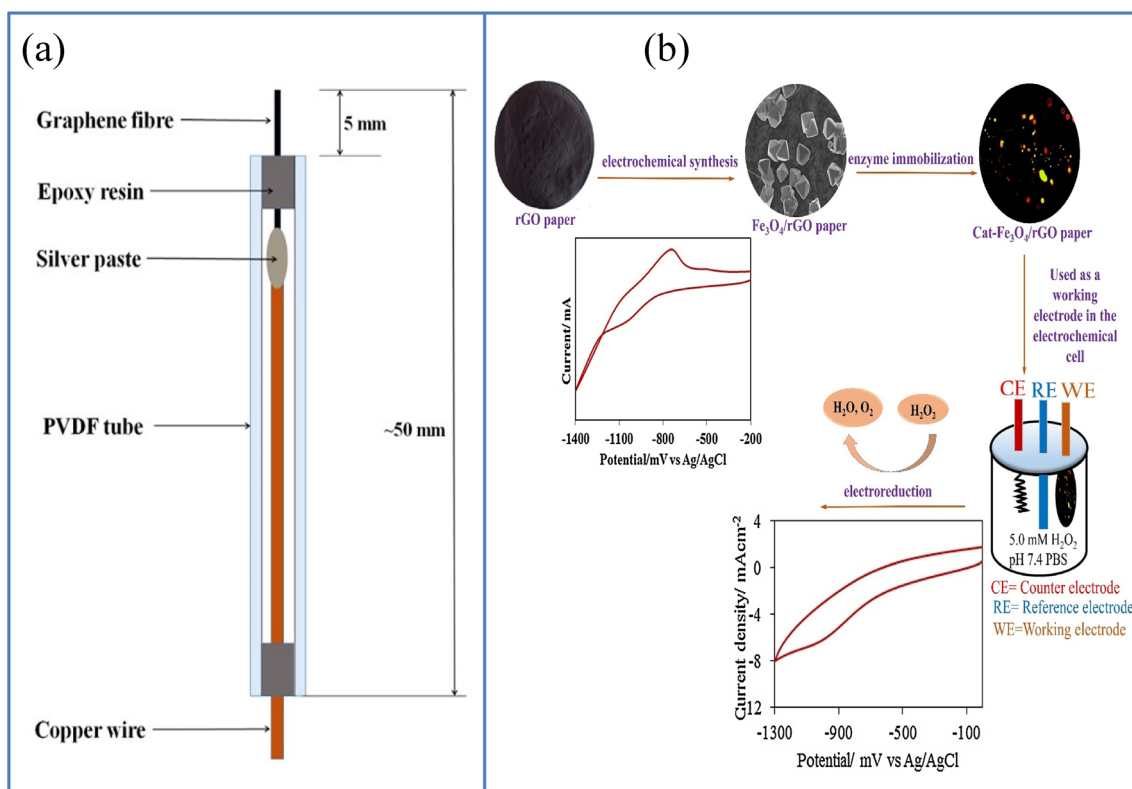 (a)
Graphene fibre
5 mm
Epoxy resin
Silver paste
PVDF tube
~50 mm
Copper wire
(b)
electrochemical synthesis
enzyme immobilization
rGO paper
Fe₃O₄/rGO paper
Cat-Fe₃O₄/rGO paper
Current/ mA
-1400 -1100 -800 -500 -200
Potential/mV vs Ag/AgCl
Used as a
working
electrode in the
electrochemical
cell
CE RE WE
H₂O, O₂
H₂O₂
electroreduction
5.0 mM H₂O₂
pH 7.4 PBS
CE= Counter electrode
RE= Reference electrode
WE=Working electrode
Current density/ mAcm⁻²
4
0
-4
-8
-12
-1300 -900 -500 -100
Potential/ mV vs Ag/AgCl